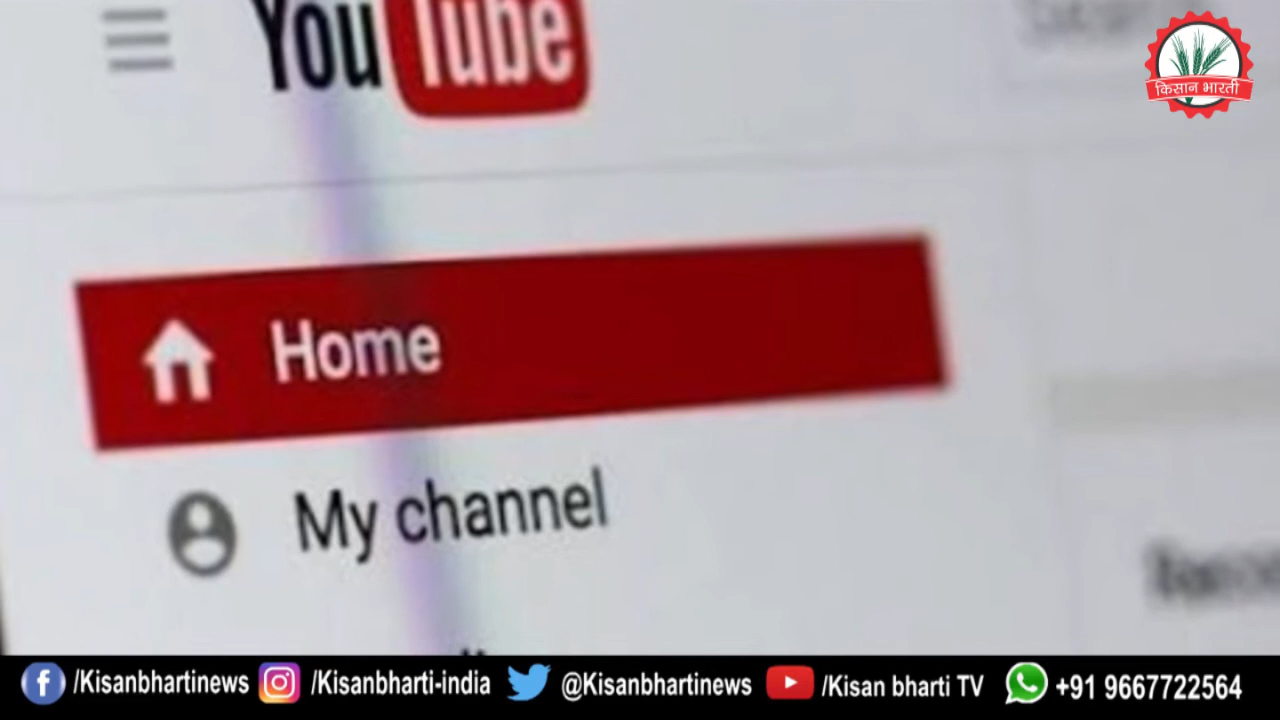 YouTube
किसान भारती
Home
My channel
/Kisanbhartinews /Kisanbharti-india @Kisanbhartinews /Kisan bharti TV +91 9667722564